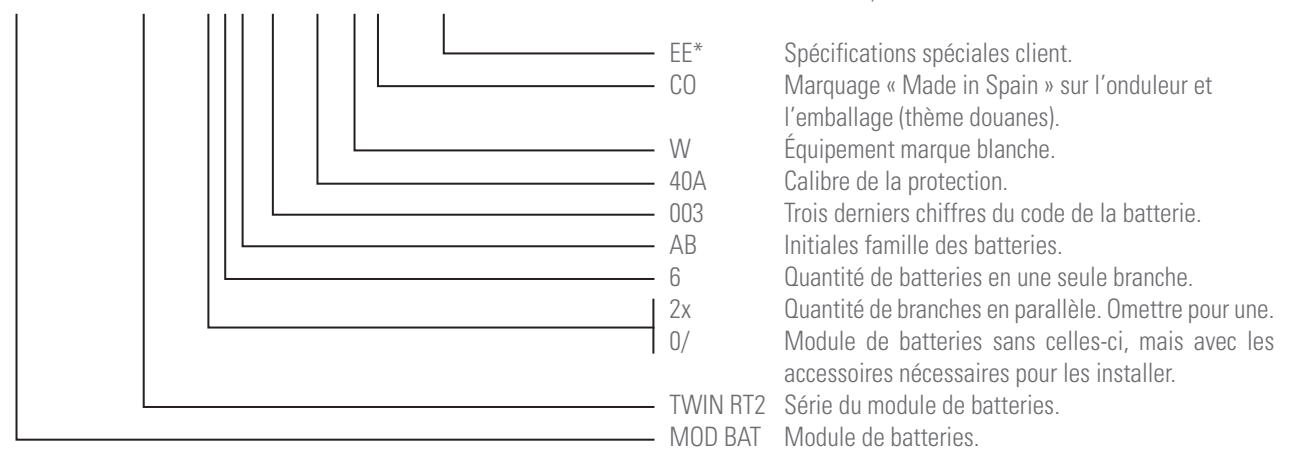 EE* Spécifications spéciales client.
CO Marquage « Made in Spain » sur l'onduleur et
l'emballage (thème douanes).
W Équipement marque blanche.
40A Calibre de la protection.
003 Trois derniers chiffres du code de la batterie.
AB Initiales famille des batteries.
6 Quantité de batteries en une seule branche.
2x Quantité de branches en parallèle. Omettre pour une.
0/ Module de batteries sans celles-ci, mais avec les
accessoires nécessaires pour les installer.
TWIN RT2 Série du module de batteries.
MOD BAT Module de batteries.